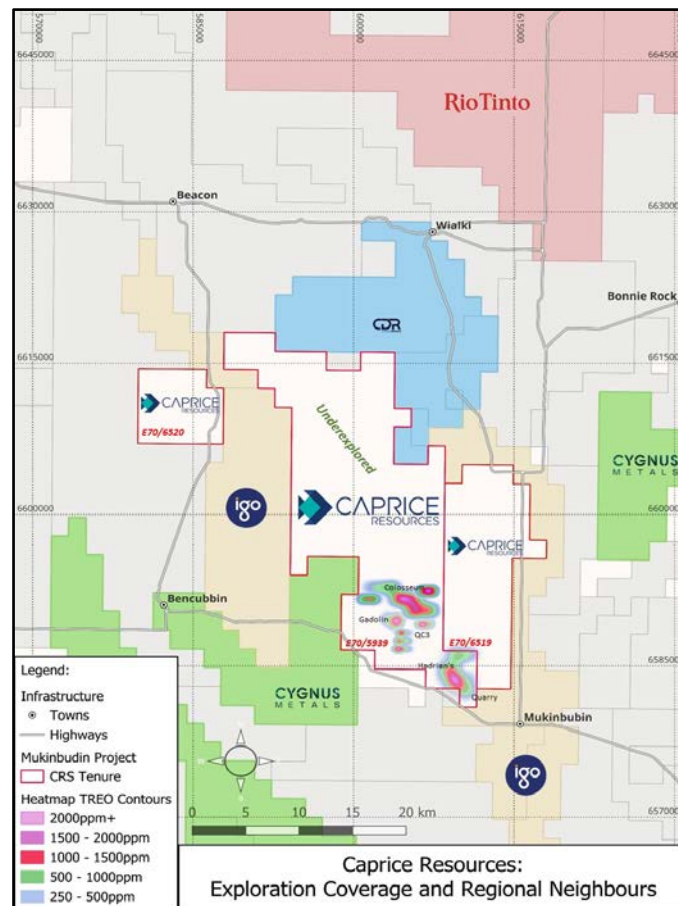 570000
585000
600000
615000
6645000
6645000
RioTinto
Beacon
6630000
6630000
Wialki
Bonnie Rock
CDR
6615000
6615000
Underexplored
CAPRICE
RESOURCES
E70/6520
CYGNUS
METALS
igo
CAPRICE
RESOURCES
6600000
6600000
CAPRICE
RESOURCES
Bencubbin
Colosseum
Gadolin
QC3
E70/5939
E70/6519
Hadrian's
Quarry
6585000
CYGNUS
METALS
Mukinbubin
igo
657000
Legend:
Infrastructure
Towns
Highways
Mukinbudin Project
CRS Tenure
Heatmap TREO Contours
2000ppm+
1500 - 2000ppm
1000 - 1500ppm
500 - 1000ppm
250 - 500ppm
0 5 10 15 20 km
Caprice Resources:
Exploration Coverage and Regional Neighbours